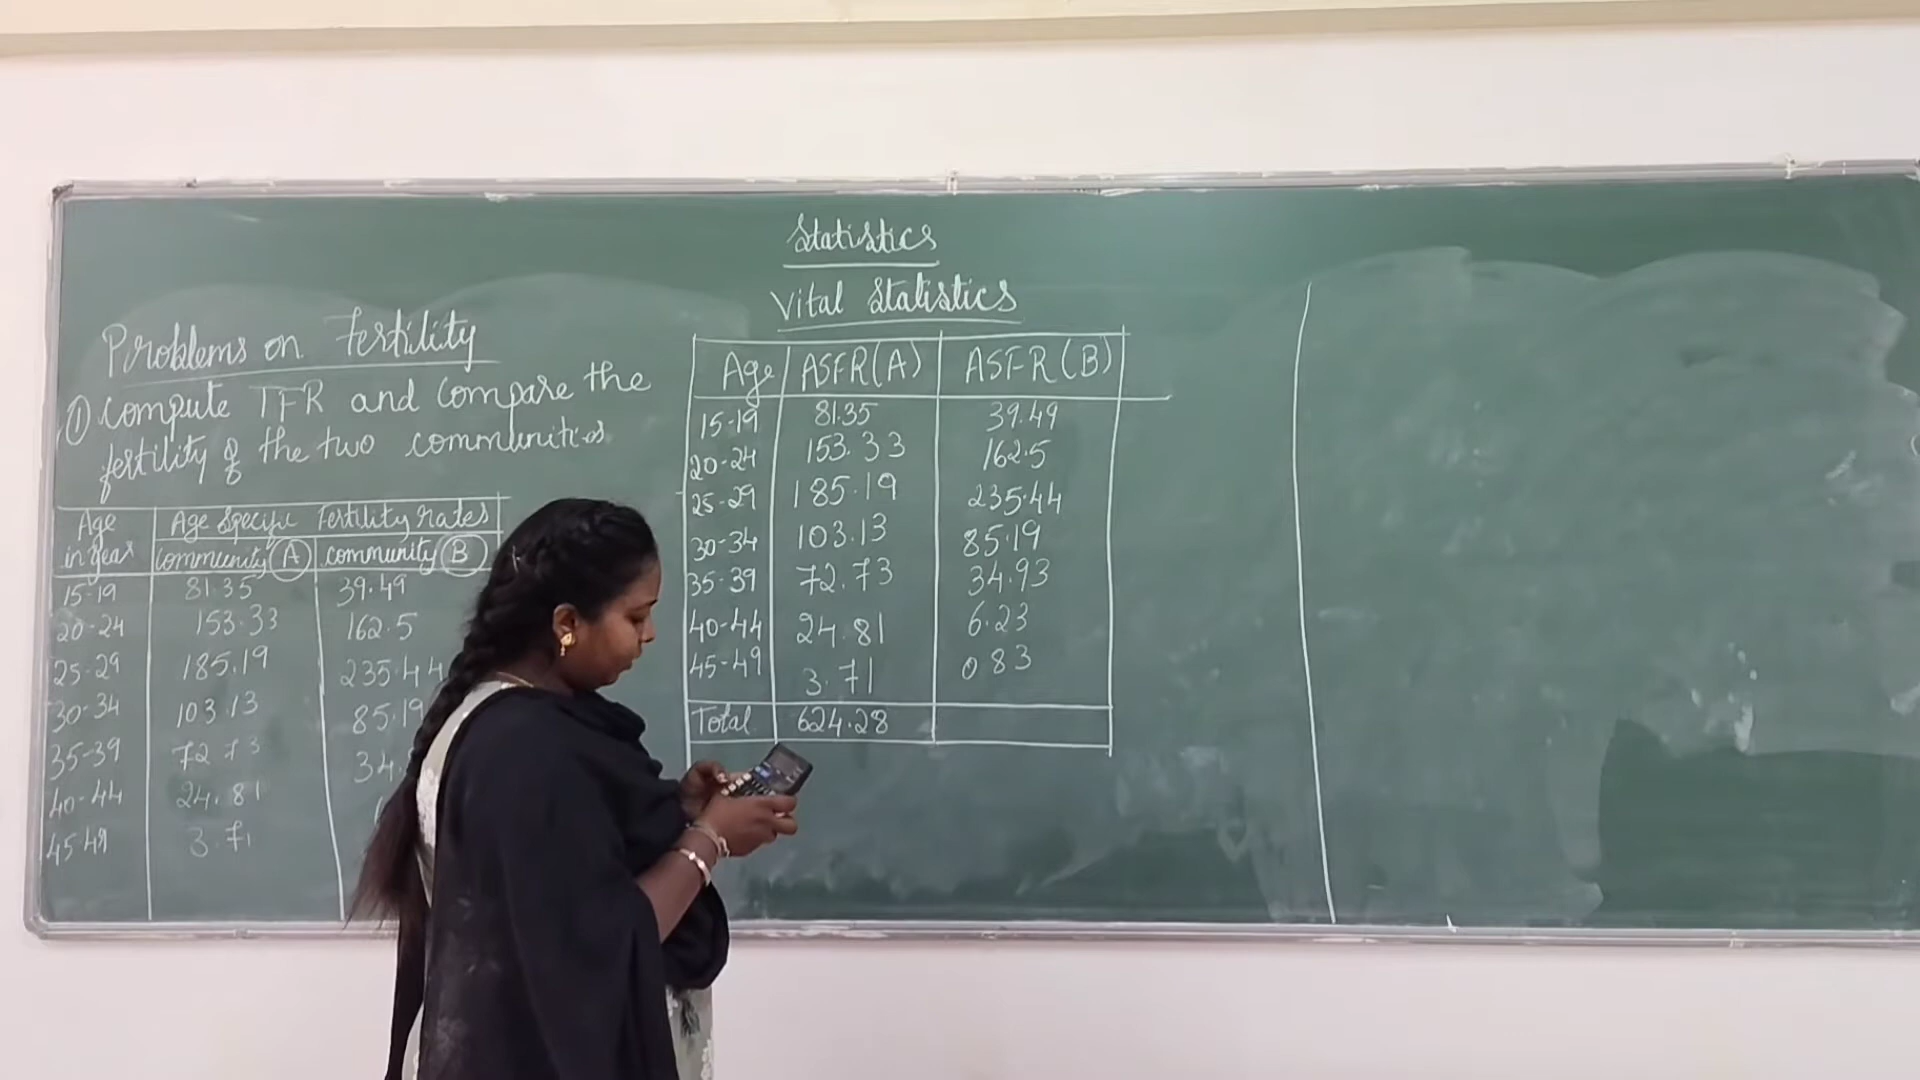 Statistics
Vital Statistics
Problems on Fertility
① Compute TFR and compare the
fertility of the two communities
Age in year | Age Specific Fertility rates
community A | community B
15-19 | 81.35 | 39.49
20-24 | 153.33 | 162.5
25-29 | 185.19 | 235.44
30-34 | 103.13 | 85.19
35-39 | 72.73 | 34.
40-44 | 24.81
45-49 | 3.71
Age | ASFR(A) | ASFR(B)
15-19 | 81.35 | 39.49
20-24 | 153.33 | 162.5
25-29 | 185.19 | 235.44
30-34 | 103.13 | 85.19
35-39 | 72.73 | 34.93
40-44 | 24.81 | 6.23
45-49 | 3.71 | 0.83
Total | 624.28